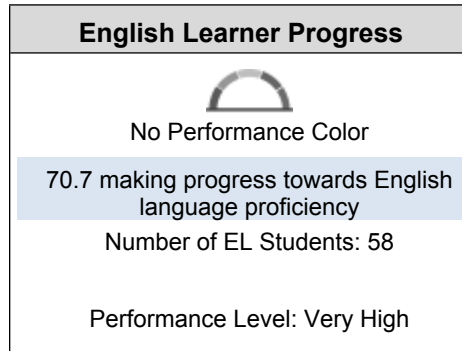 English Learner Progress
No Performance Color
70.7 making progress towards English
language proficiency
Number of EL Students: 58
Performance Level: Very High